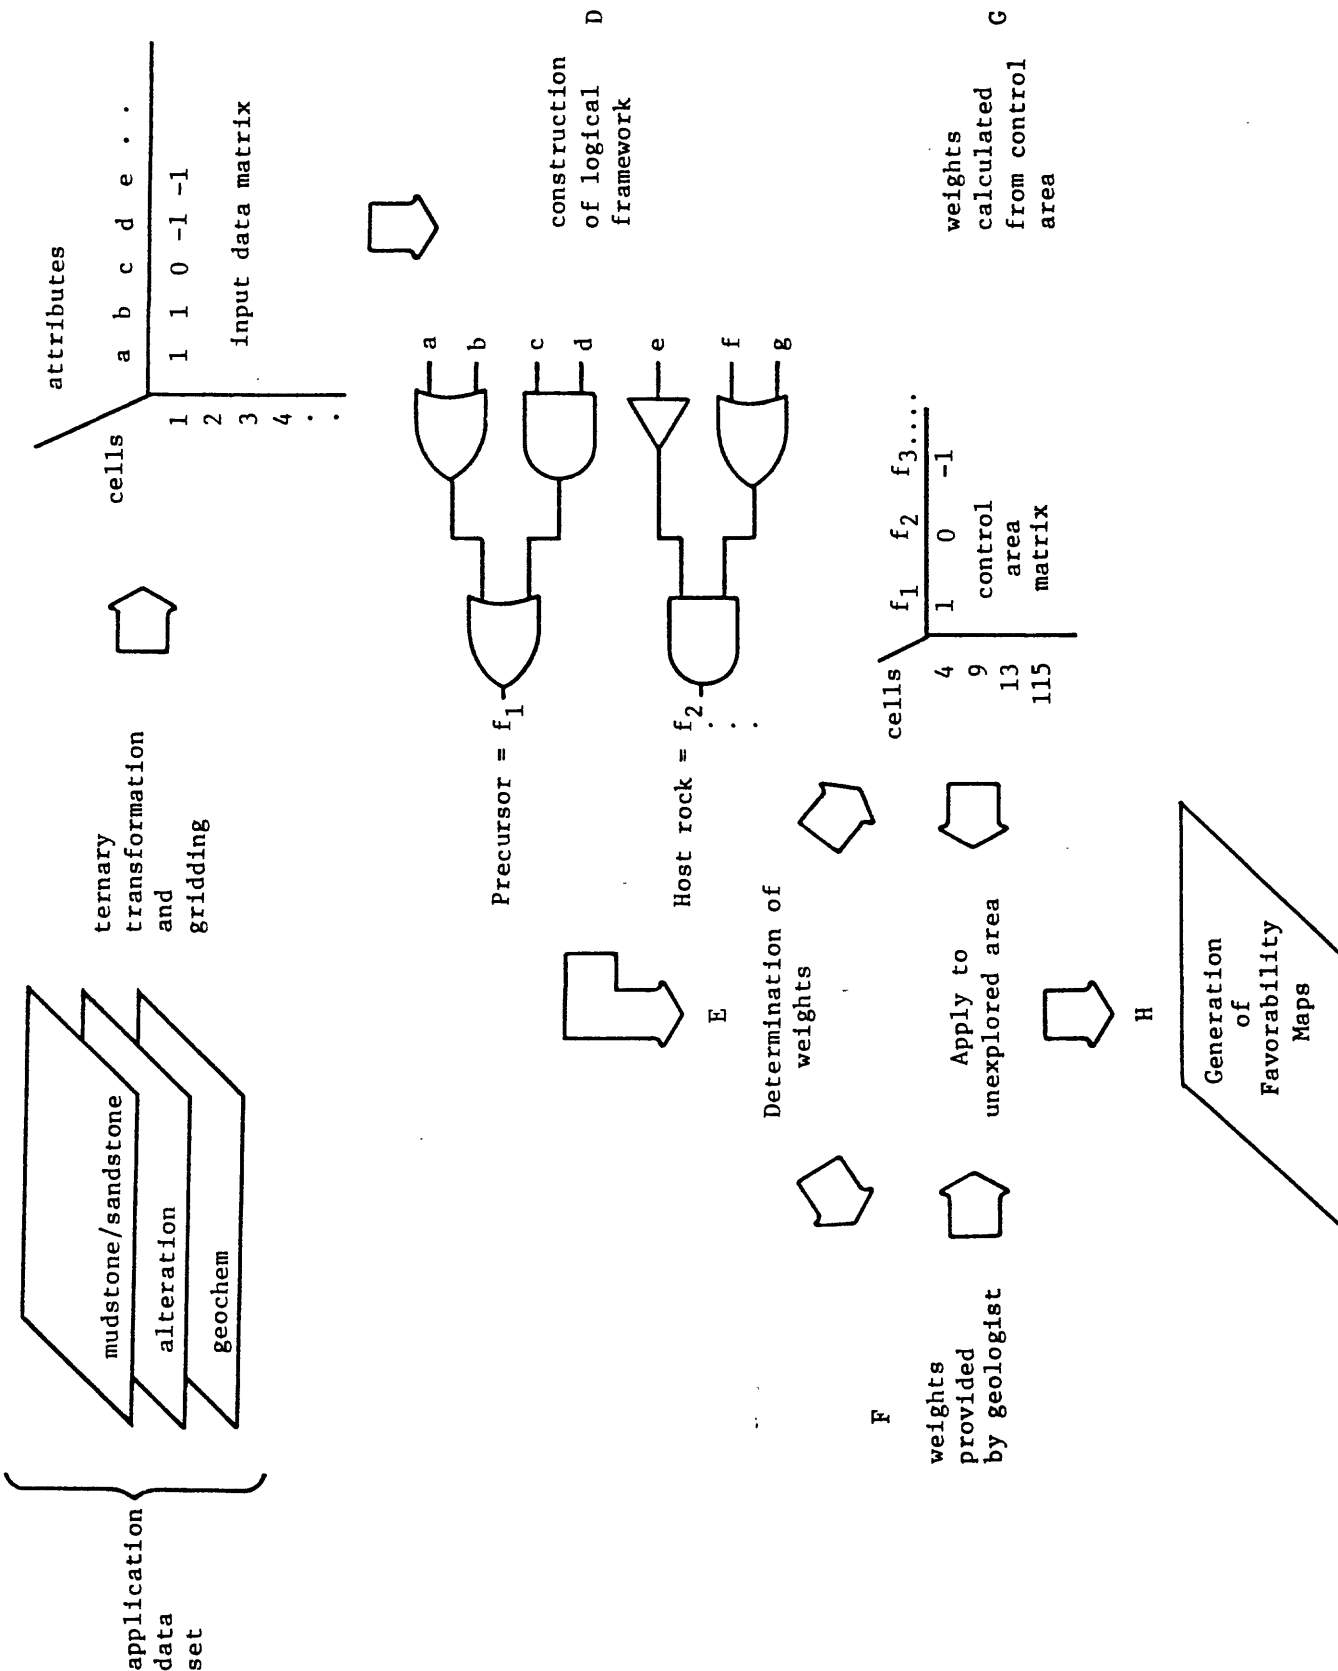 application
data
set
mudstone/sandstone
alteration
geochem
ternary
transformation
and
gridding
attributes
cells
a b c d e . .
1 1 1 0 -1 -1
2
3
4
.
.
input data matrix
D
construction
of logical
framework
a
b
c
d
e
f
g
Precursor = f1
Host rock = f2
.
.
.
E
Determination of
weights
F
weights
provided
by geologist
Apply to
unexplored area
cells
f1 f2 f3....
4 1 0 -1
9
13
115
control
area
matrix
G
weights
calculated
from control
area
H
Generation
of
Favorability
Maps